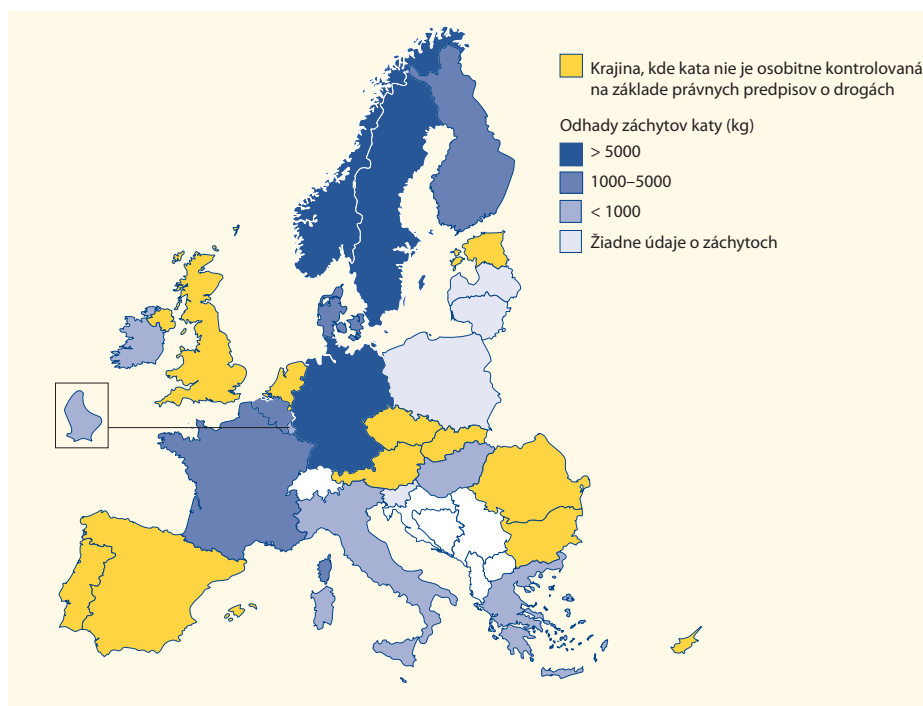 Krajina, kde kata nie je osobitne kontrolovaná
na základe právnych predpisov o drogách
Odhady záchytov katy (kg)
> 5000
1000–5000
< 1000
Žiadne údaje o záchytoch